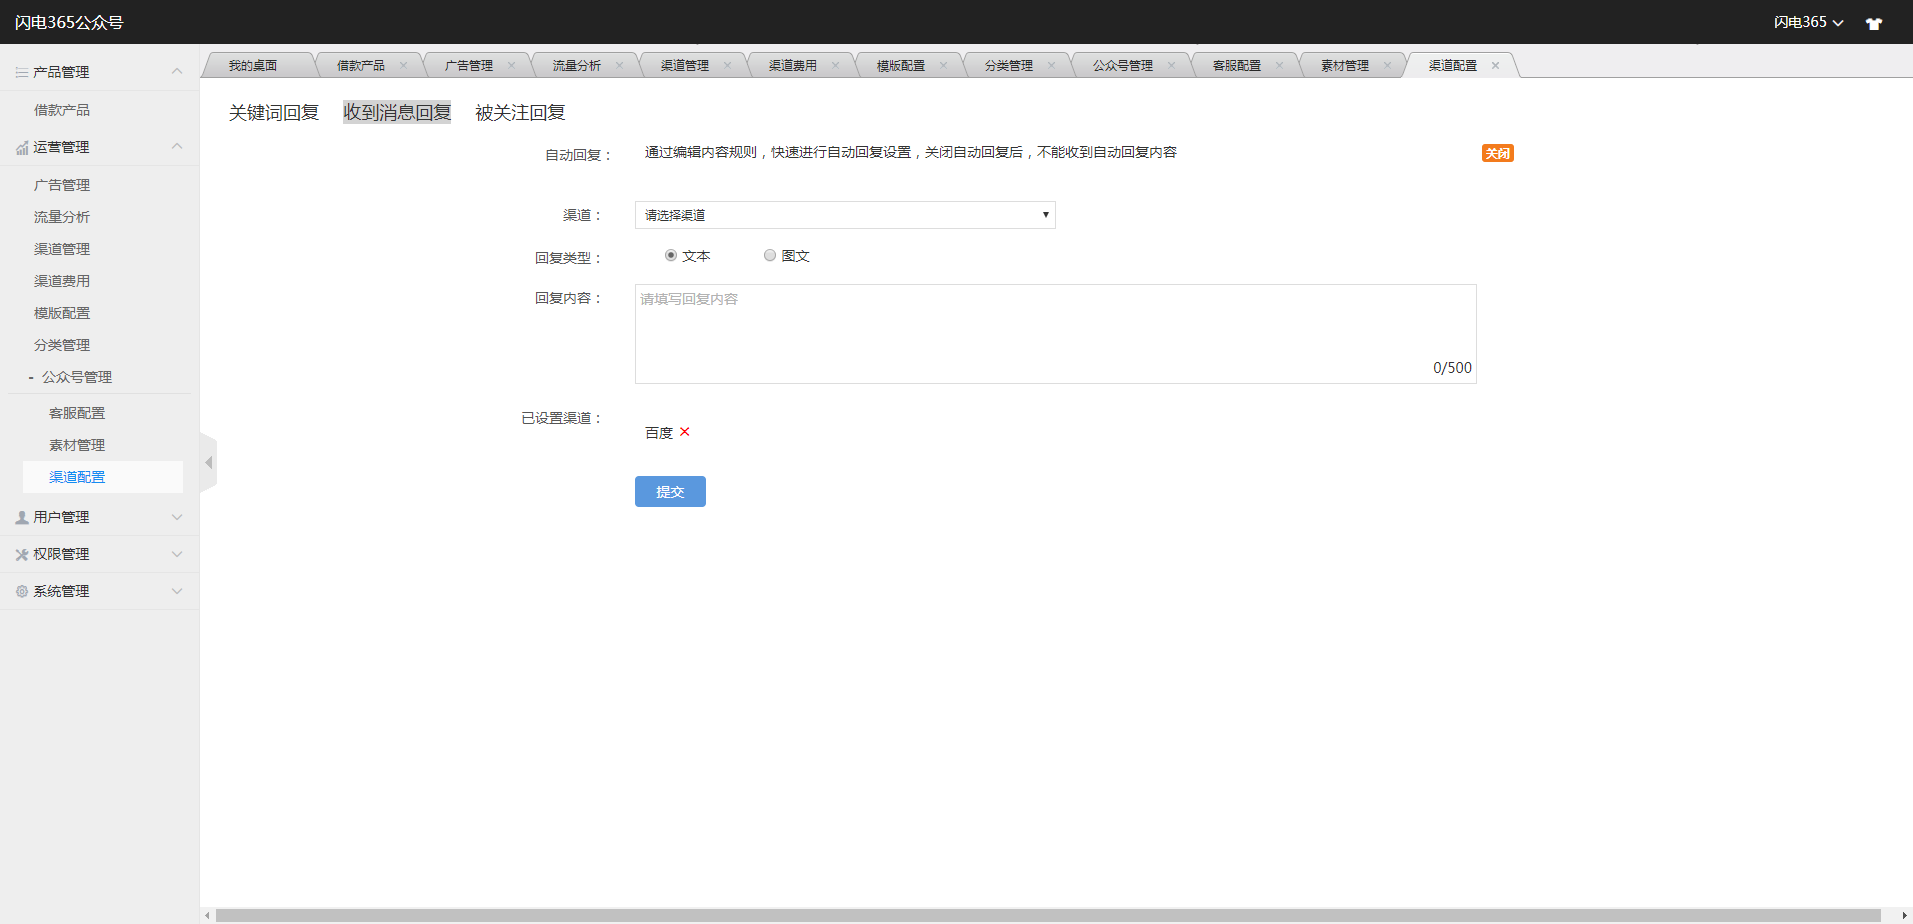 闪电365公众号
闪电365
产品管理
借款产品
运营管理
广告管理
流量分析
渠道管理
渠道费用
模版配置
分类管理
- 公众号管理
客服配置
素材管理
渠道配置
用户管理
权限管理
系统管理
我的桌面 借款产品 广告管理 流量分析 渠道管理 渠道费用 模版配置 分类管理 公众号管理 客服配置 素材管理 渠道配置
关键词回复 收到消息回复 被关注回复
自动回复： 通过编辑内容规则，快速进行自动回复设置，关闭自动回复后，不能收到自动回复内容 关闭
渠道： 请选择渠道
回复类型： 文本 图文
回复内容： 请填写回复内容
0/500
已设置渠道：
百度
提交